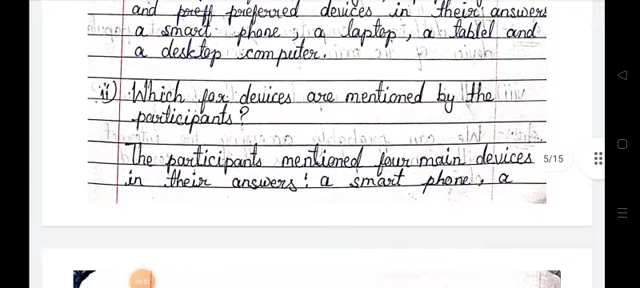 and preff preferred devices in their answers
a smart phone, a laptop, a tablet and
a desktop computer.
ii) Which for devices are mentioned by the
participants?
The participants mentioned four main devices
in their answers: a smart phone, a
5/15